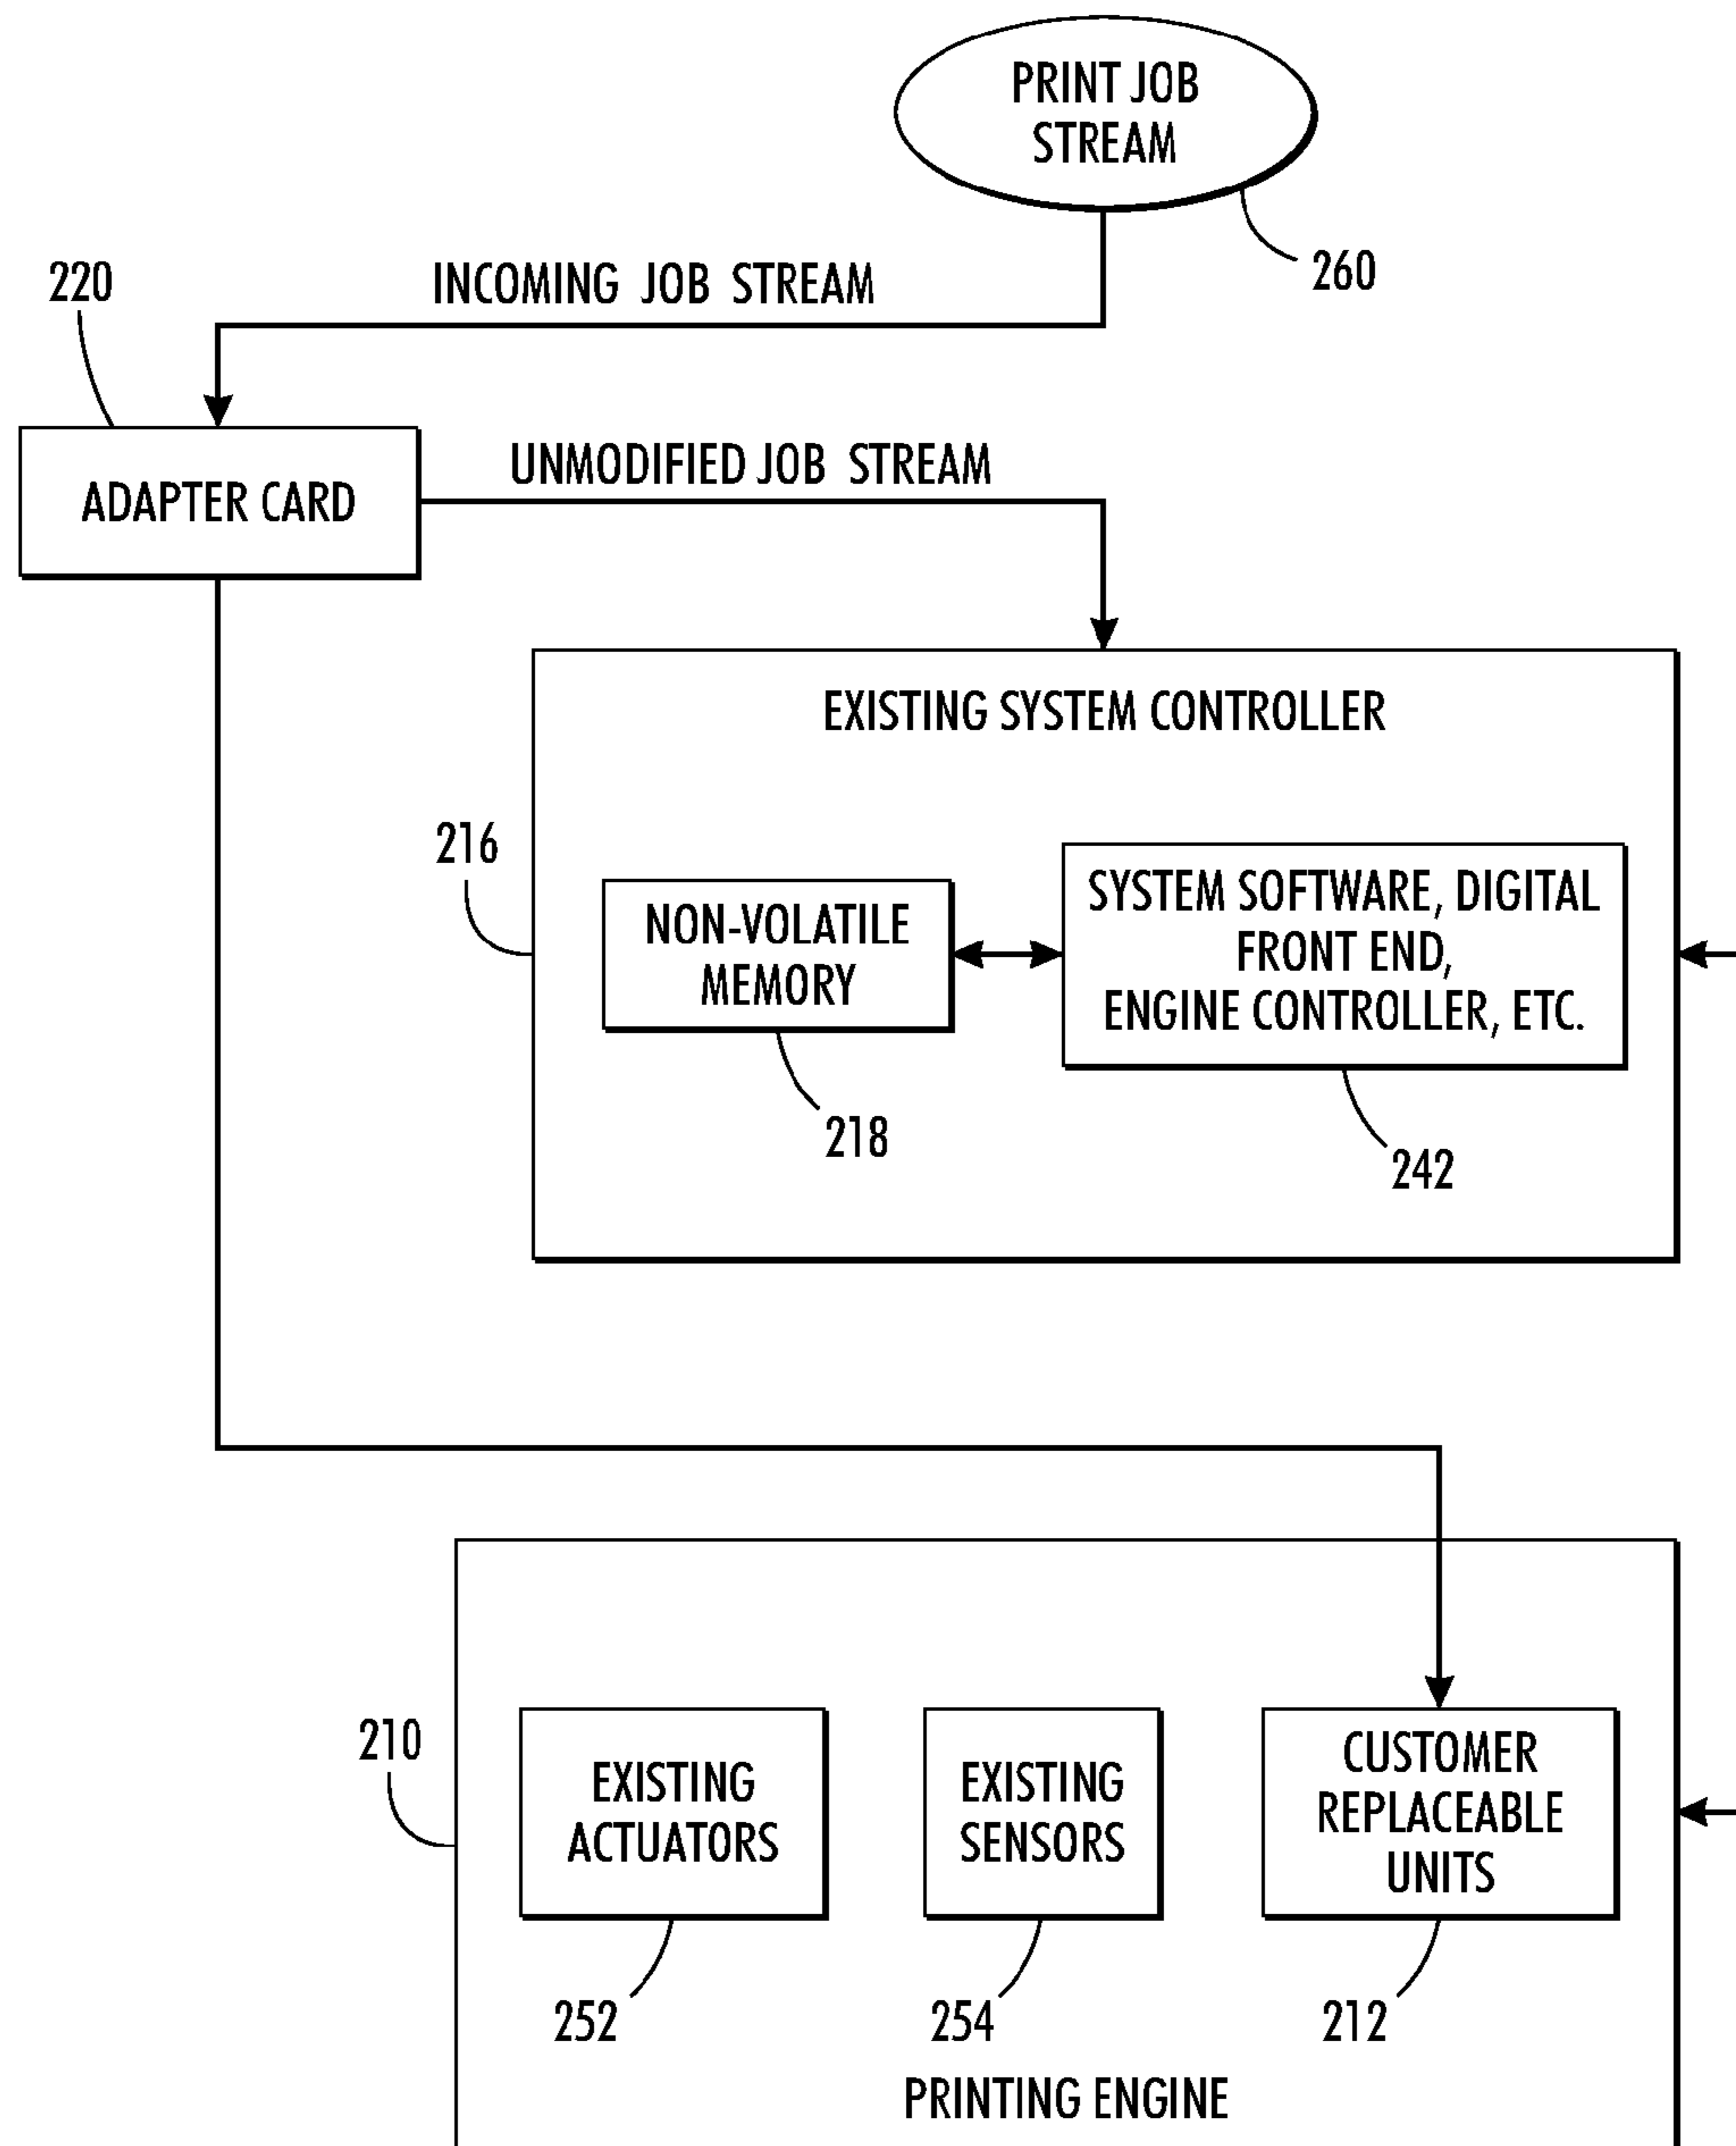 PRINT JOB
STREAM
260
INCOMING JOB STREAM
220
ADAPTER CARD
UNMODIFIED JOB STREAM
EXISTING SYSTEM CONTROLLER
216
NON-VOLATILE
MEMORY
218
SYSTEM SOFTWARE, DIGITAL
FRONT END,
ENGINE CONTROLLER, ETC.
242
210
EXISTING
ACTUATORS
252
EXISTING
SENSORS
254
CUSTOMER
REPLACEABLE
UNITS
212
PRINTING ENGINE